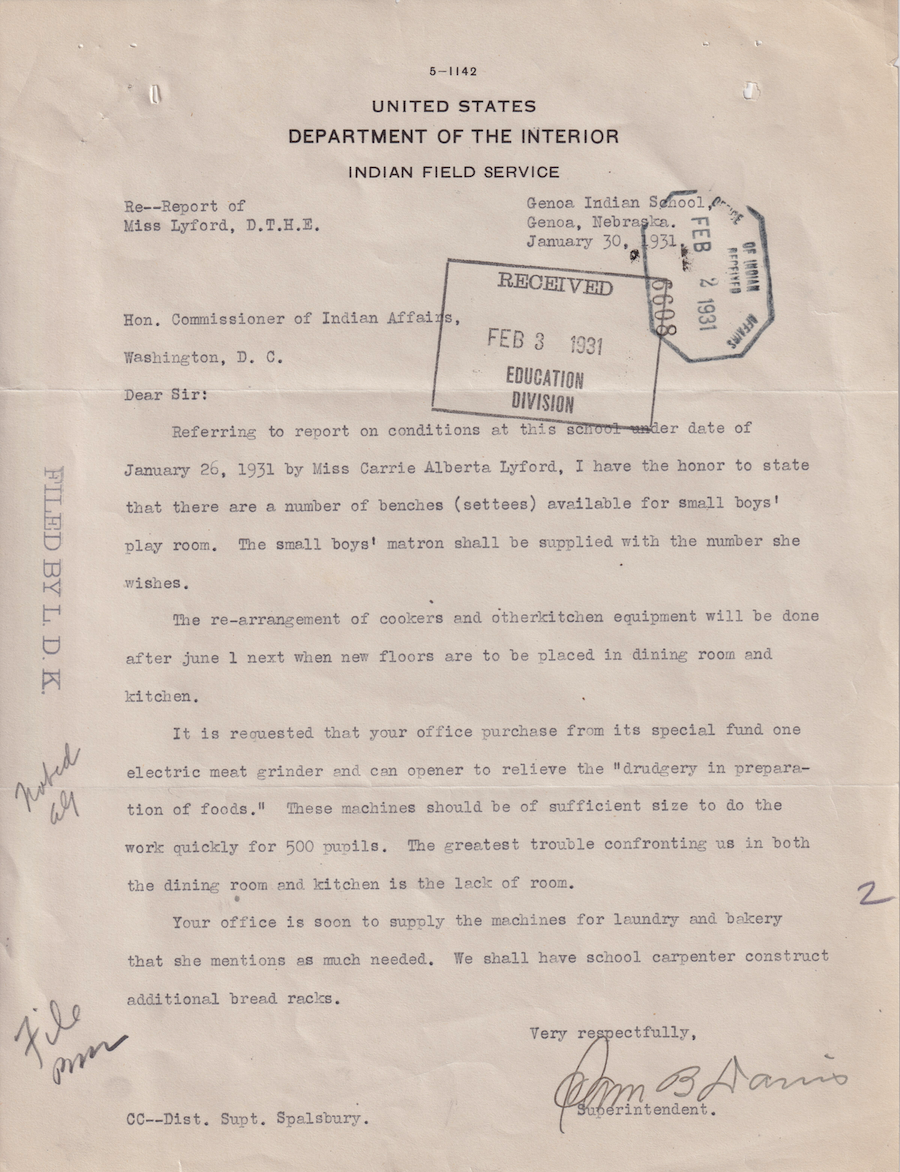 5-1142
UNITED STATES
DEPARTMENT OF THE INTERIOR
INDIAN FIELD SERVICE
Re--Report of
Miss Lyford, D.T.H.E.
Genoa Indian School,
Genoa, Nebraska.
January 30, 1931.
OFFICE OF INDIAN AFFAIRS
RECEIVED
FEB 2 1931
6608
RECEIVED
FEB 3 1931
EDUCATION
DIVISION
Hon. Commissioner of Indian Affairs,
Washington, D. C.
Dear Sir:
Referring to report on conditions at this school under date of
January 26, 1931 by Miss Carrie Alberta Lyford, I have the honor to state
that there are a number of benches (settees) available for small boys'
play room. The small boys' matron shall be supplied with the number she
wishes.
The re-arrangement of cookers and otherkitchen equipment will be done
after june 1 next when new floors are to be placed in dining room and
kitchen.
It is requested that your office purchase from its special fund one
electric meat grinder and can opener to relieve the "drudgery in prepara-
tion of foods." These machines should be of sufficient size to do the
work quickly for 500 pupils. The greatest trouble confronting us in both
the dining room and kitchen is the lack of room.
Your office is soon to supply the machines for laundry and bakery
that she mentions as much needed. We shall have school carpenter construct
additional bread racks.
Very respectfully,
B Davis
Superintendent.
CC--Dist. Supt. Spalsbury.
FILED BY L. D. K.
Noted
File
2